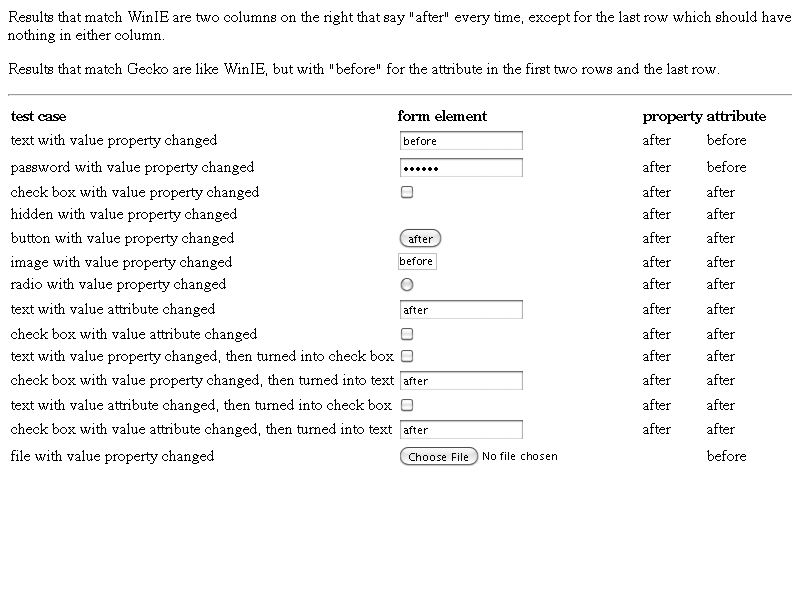 Results that match WinIE are two columns on the right that say "after" every time, except for the last row which should have
nothing in either column.
Results that match Gecko are like WinIE, but with "before" for the attribute in the first two rows and the last row.
test case form element property attribute
text with value property changed before after before
password with value property changed •••••• after before
check box with value property changed after after
hidden with value property changed after after
button with value property changed after after after
image with value property changed before after after
radio with value property changed after after
text with value attribute changed after after after
check box with value attribute changed after after
text with value property changed, then turned into check box after after
check box with value property changed, then turned into text after after after
text with value attribute changed, then turned into check box after after
check box with value attribute changed, then turned into text after after after
file with value property changed Choose File No file chosen before